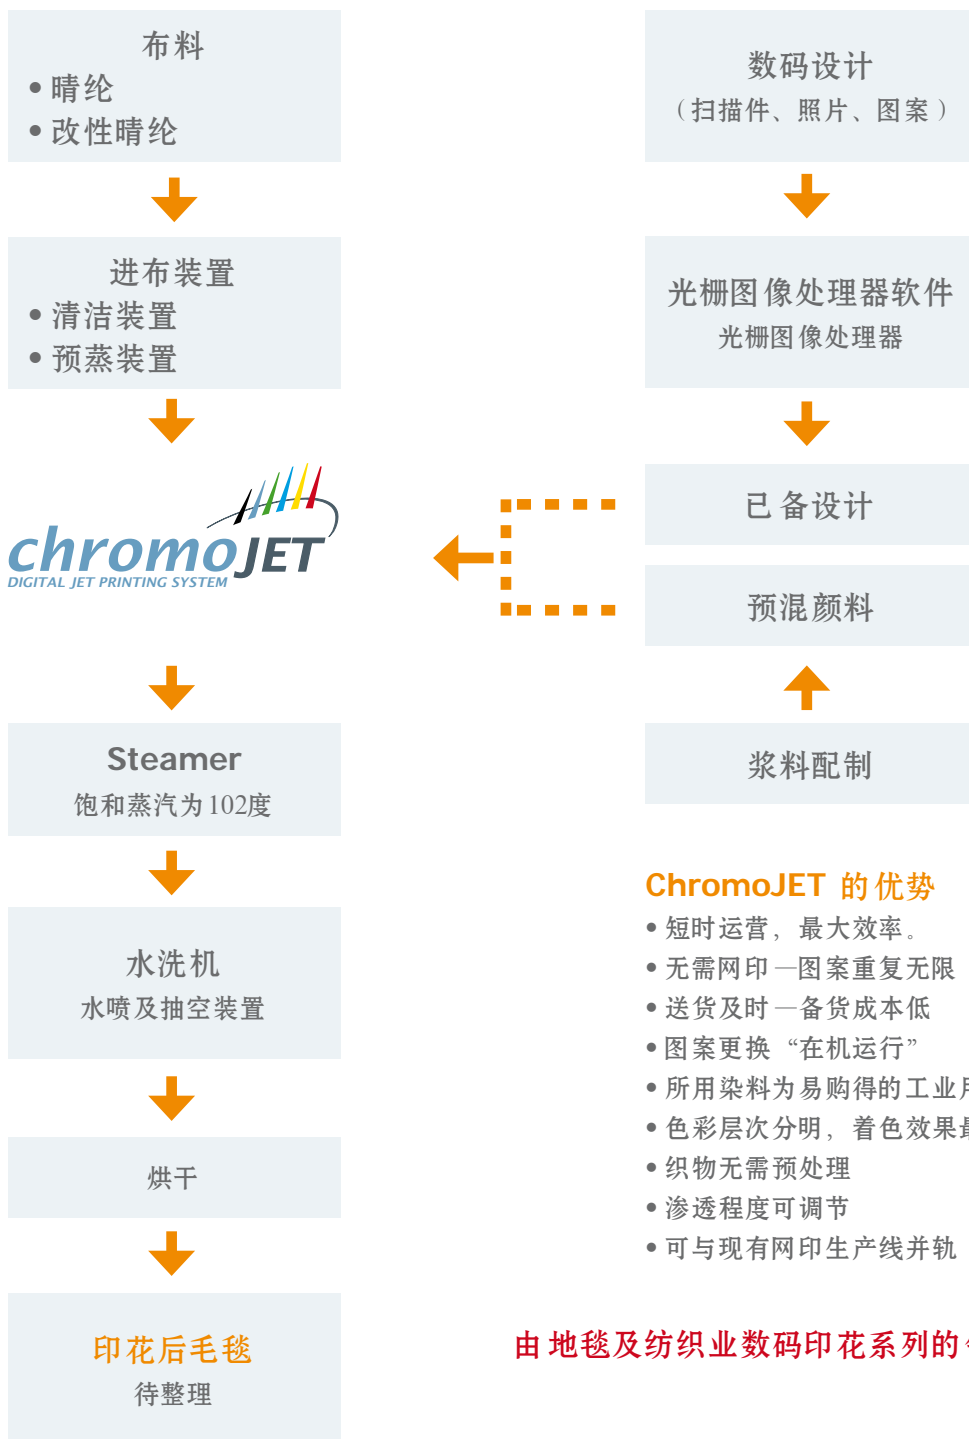 布料
• 晴纶
• 改性晴纶
进布装置
• 清洁装置
• 预蒸装置
chromoJET
DIGITAL JET PRINTING SYSTEM
Steamer
饱和蒸汽为102度
水洗机
水喷及抽空装置
烘干
印花后毛毯
待整理
数码设计
（扫描件、照片、图案）
光栅图像处理器软件
光栅图像处理器
已备设计
预混颜料
浆料配制
ChromoJET 的优势
• 短时运营，最大效率。
• 无需网印—图案重复无限
• 送货及时—备货成本低
• 图案更换“在机运行”
• 所用染料为易购得的工业
• 色彩层次分明，着色效果
• 织物无需预处理
• 渗透程度可调节
• 可与现有网印生产线并轨
由地毯及纺织业数码印花系列的